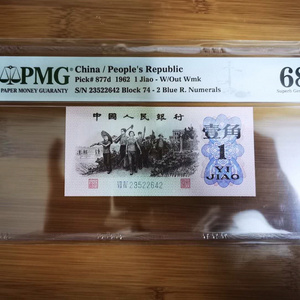 PMG
PAPER MONEY GUARANTY
China / People's Republic
Pick# 877d 1962 1 Jiao - W/Out Wmk
S/N 23522642 Block 74 - 2 Blue R. Numerals
68
中国人民银行
壹角
1
YI
JIAO
23522642